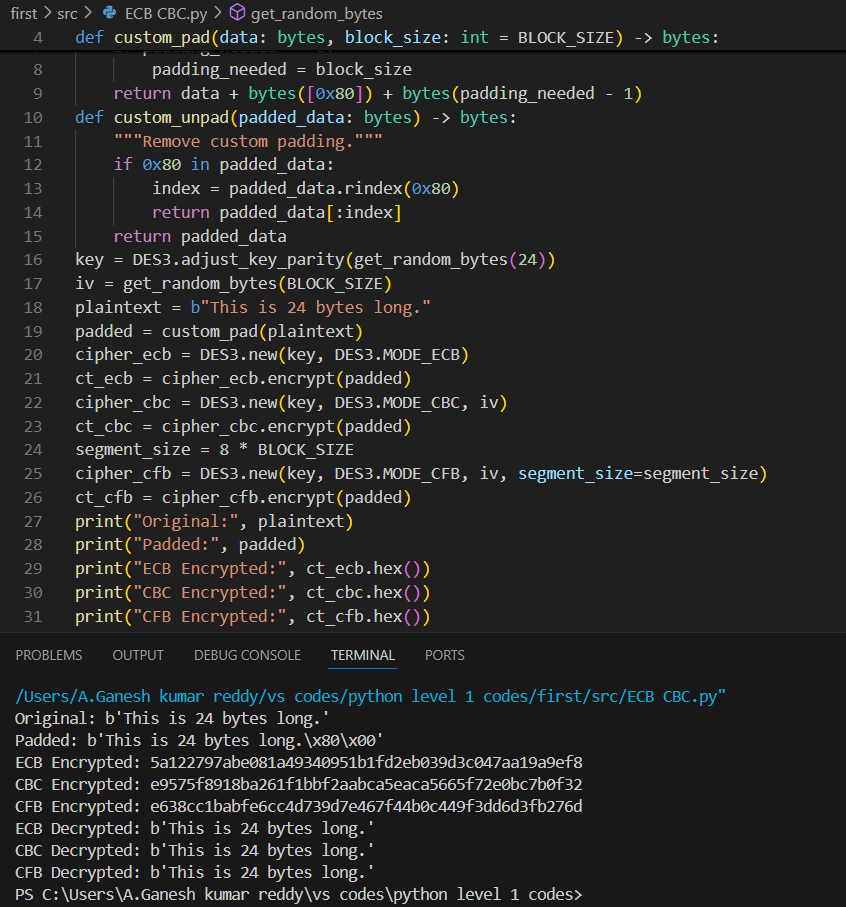 first > src > ECB CBC.py > get_random_bytes
4 def custom_pad(data: bytes, block_size: int = BLOCK_SIZE) -> bytes:
8 padding_needed = block_size
9 return data + bytes([0x80]) + bytes(padding_needed - 1)
10 def custom_unpad(padded_data: bytes) -> bytes:
11 """Remove custom padding."""
12 if 0x80 in padded_data:
13 index = padded_data.rindex(0x80)
14 return padded_data[:index]
15 return padded_data
16 key = DES3.adjust_key_parity(get_random_bytes(24))
17 iv = get_random_bytes(BLOCK_SIZE)
18 plaintext = b"This is 24 bytes long."
19 padded = custom_pad(plaintext)
20 cipher_ecb = DES3.new(key, DES3.MODE_ECB)
21 ct_ecb = cipher_ecb.encrypt(padded)
22 cipher_cbc = DES3.new(key, DES3.MODE_CBC, iv)
23 ct_cbc = cipher_cbc.encrypt(padded)
24 segment_size = 8 * BLOCK_SIZE
25 cipher_cfb = DES3.new(key, DES3.MODE_CFB, iv, segment_size=segment_size)
26 ct_cfb = cipher_cfb.encrypt(padded)
27 print("Original:", plaintext)
28 print("Padded:", padded)
29 print("ECB Encrypted:", ct_ecb.hex())
30 print("CBC Encrypted:", ct_cbc.hex())
31 print("CFB Encrypted:", ct_cfb.hex())
PROBLEMS OUTPUT DEBUG CONSOLE TERMINAL PORTS
/Users/A.Ganesh kumar reddy/vs codes/python level 1 codes/first/src/ECB CBC.py"
Original: b'This is 24 bytes long.'
Padded: b'This is 24 bytes long.\x80\x00'
ECB Encrypted: 5a122797abe081a49340951b1fd2eb039d3c047aa19a9ef8
CBC Encrypted: e9575f8918ba261f1bbf2aabca5eaca5665f72e0bc7b0f32
CFB Encrypted: e638cc1babfe6cc4d739d7e467f44b0c449f3dd6d3fb276d
ECB Decrypted: b'This is 24 bytes long.'
CBC Decrypted: b'This is 24 bytes long.'
CFB Decrypted: b'This is 24 bytes long.'
PS C:\Users\A.Ganesh kumar reddy\vs codes\python level 1 codes>